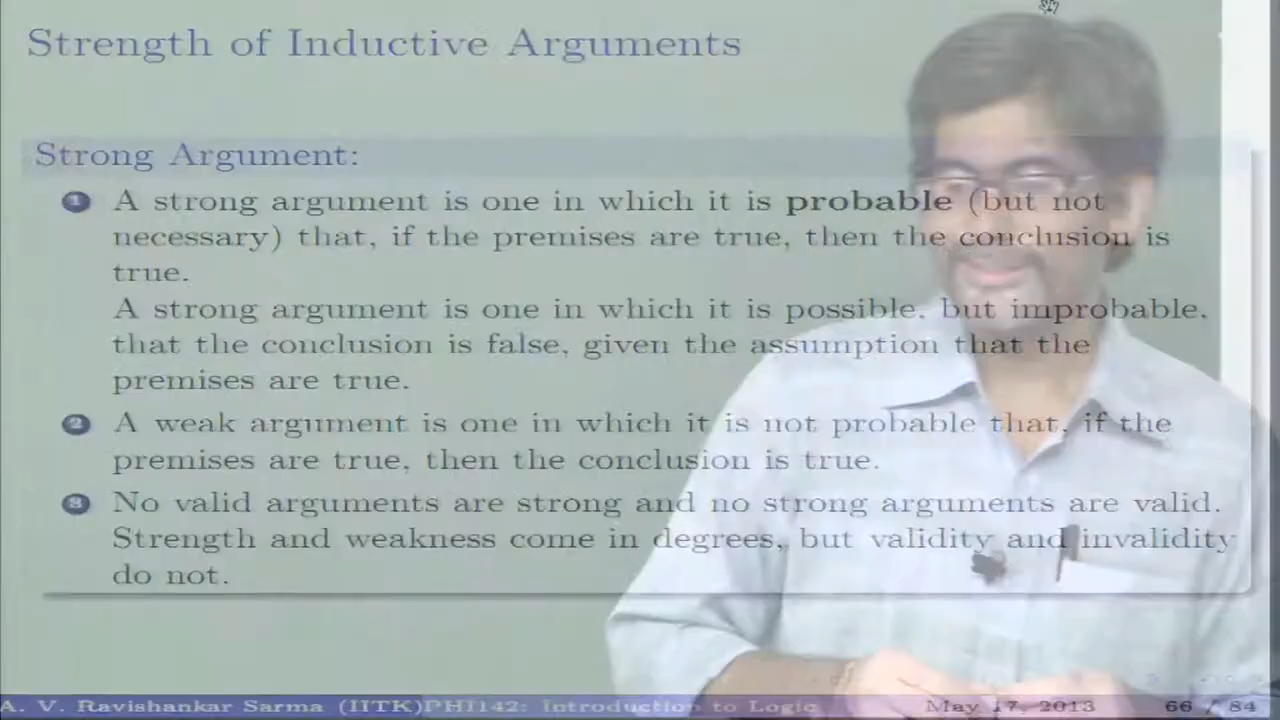 Strength of Inductive Arguments
Strong Argument:
1 A strong argument is one in which it is probable (but not
necessary) that, if the premises are true, then the conclusion is
true.
A strong argument is one in which it is possible, but improbable,
that the conclusion is false, given the assumption that the
premises are true.
2 A weak argument is one in which it is not probable that, if the
premises are true, then the conclusion is true.
3 No valid arguments are strong and no strong arguments are valid.
Strength and weakness come in degrees, but validity and invalidity
do not.
A. V. Ravishankar Sarma (IITK) PHI142: Introduction to Logic May 17, 2013 66 / 84